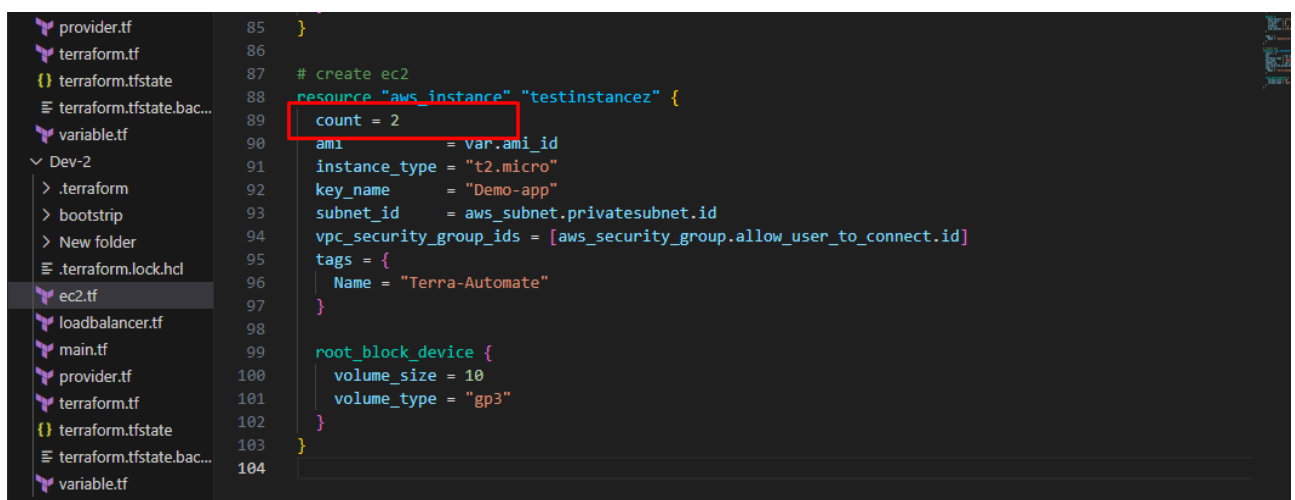 provider.tf
terraform.tf
{} terraform.tfstate
terraform.tfstate.bac...
variable.tf
Dev-2
> .terraform
> bootstrip
> New folder
.terraform.lock.hcl
ec2.tf
loadbalancer.tf
main.tf
provider.tf
terraform.tf
{} terraform.tfstate
terraform.tfstate.bac...
variable.tf
85 }
86
87 # create ec2
88 resource "aws_instance" "testinstancez" {
89 count = 2
90 ami = var.ami_id
91 instance_type = "t2.micro"
92 key_name = "Demo-app"
93 subnet_id = aws_subnet.privatesubnet.id
94 vpc_security_group_ids = [aws_security_group.allow_user_to_connect.id]
95 tags = {
96 Name = "Terra-Automate"
97 }
98
99 root_block_device {
100 volume_size = 10
101 volume_type = "gp3"
102 }
103 }
104